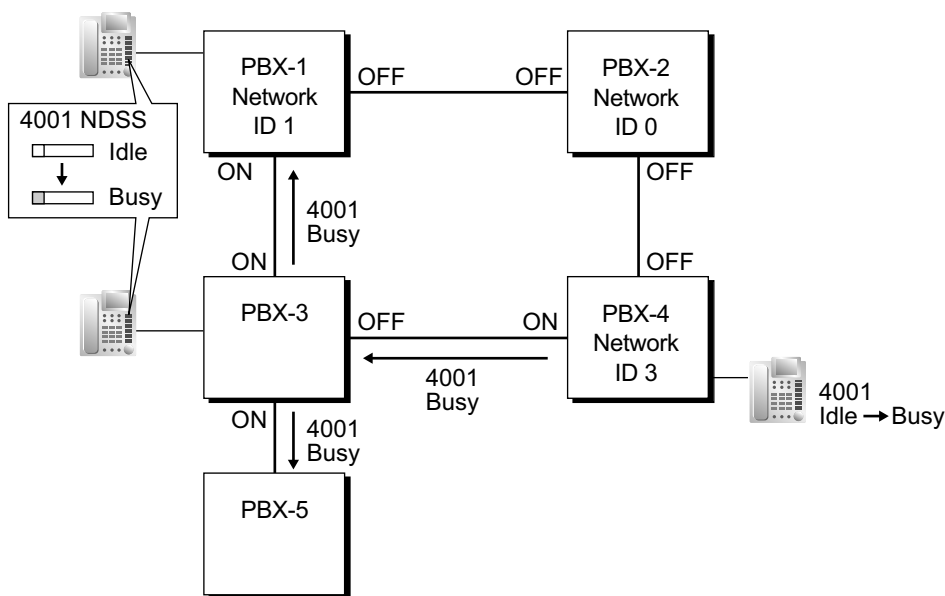 PBX-1
Network
ID 1
OFF
OFF
PBX-2
Network
ID 0
4001 NDSS
Idle
Busy
ON
4001
Busy
OFF
ON
OFF
PBX-3
OFF
ON
PBX-4
Network
ID 3
4001
Busy
4001
Idle → Busy
ON
4001
Busy
PBX-5